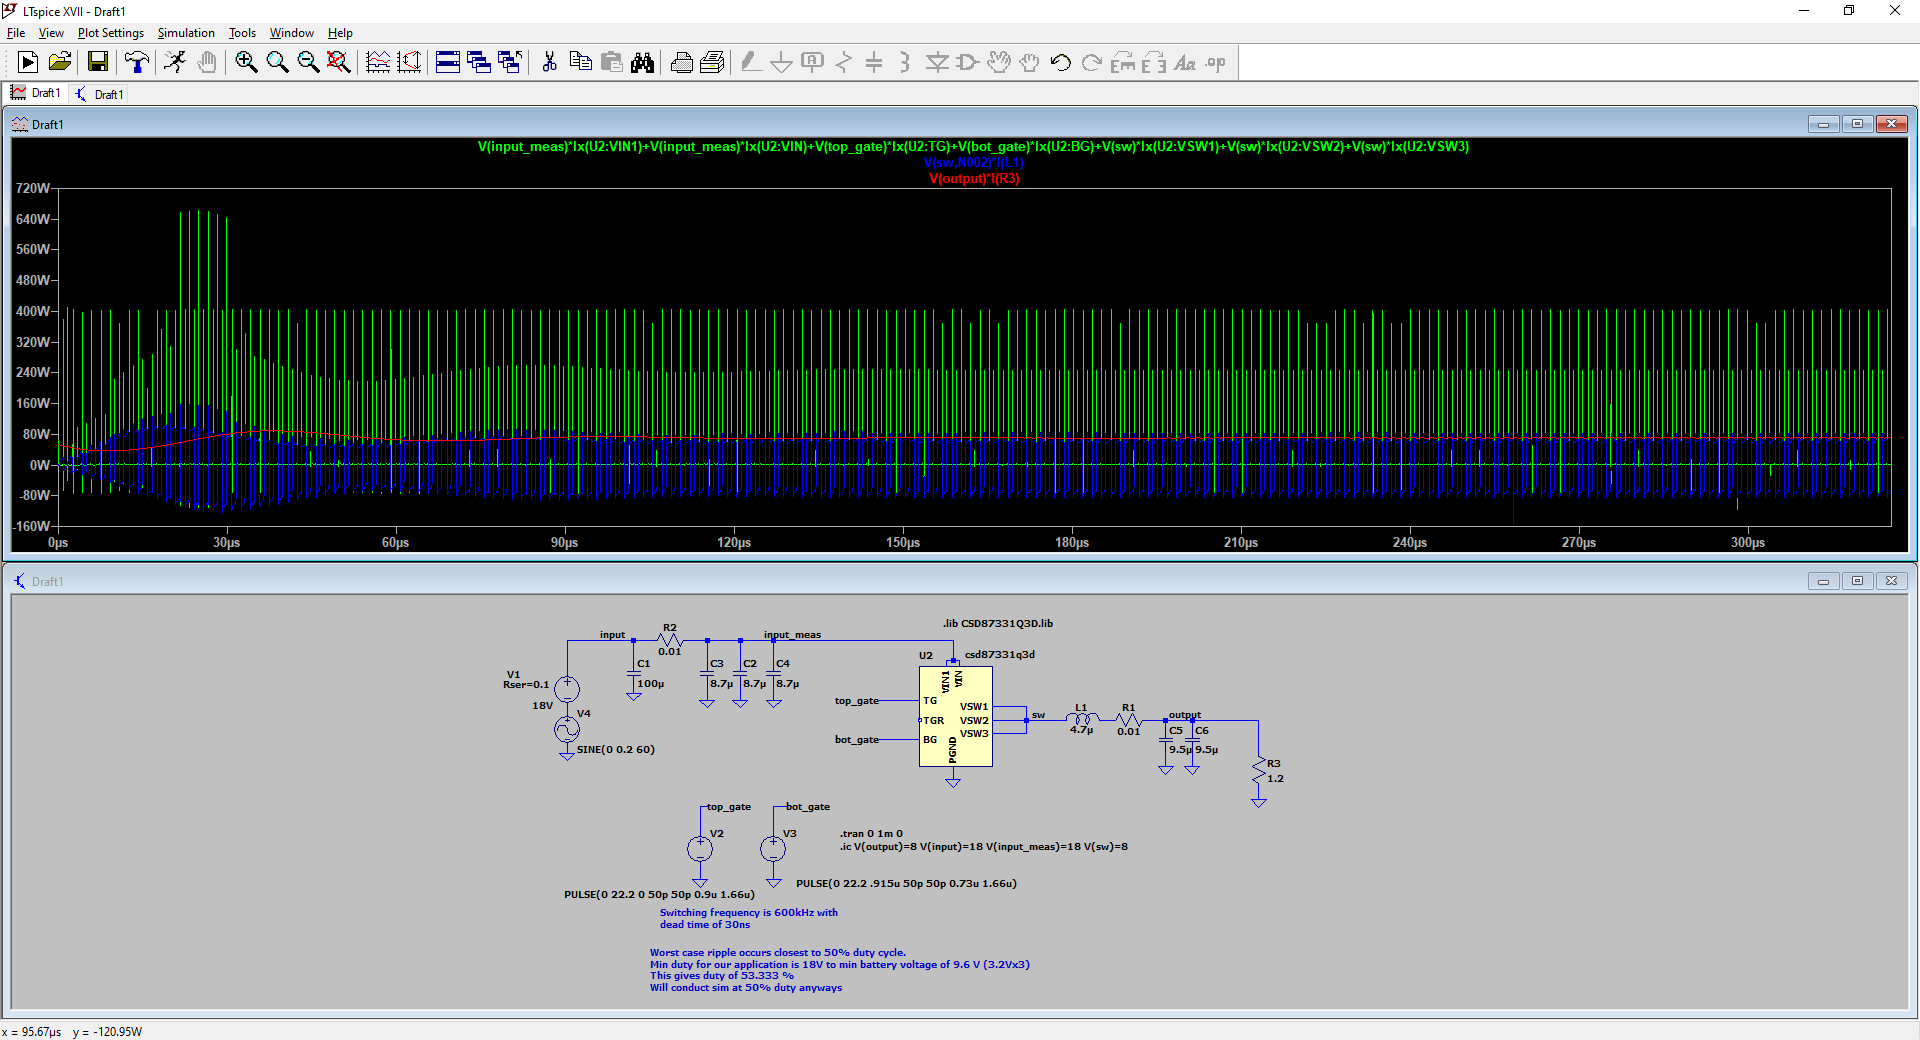 LTspice XVII - Draft1
File View Plot Settings Simulation Tools Window Help
Draft1 Draft1
Draft1
V(input_meas)*Ix(U2:VIN1)+V(input_meas)*Ix(U2:VIN)+V(top_gate)*Ix(U2:TG)+V(bot_gate)*Ix(U2:BG)+V(sw)*Ix(U2:VSW1)+V(sw)*Ix(U2:VSW2)+V(sw)*Ix(U2:VSW3)
V(sw,N002)*I(L1)
V(output)*I(R3)
720W
640W
560W
480W
400W
320W
240W
160W
80W
0W
-80W
-160W
0µs 30µs 60µs 90µs 120µs 150µs 180µs 210µs 240µs 270µs 300µs
Draft1
.lib CSD87331Q3D.lib
input R2 input_meas
0.01
V1
Rser=0.1
18V
C1
100µ
C3
8.7µ
C2
8.7µ
C4
8.7µ
V4
SINE(0 0.2 60)
U2 csd87331q3d
VIN1 VIN
top_gate TG
TGR
bot_gate BG
PGND
VSW1
VSW2
VSW3
sw
L1
4.7µ
R1
0.01
output
C5
9.5µ
C6
9.5µ
R3
1.2
top_gate bot_gate
V2 V3
.tran 0 1m 0
.ic V(output)=8 V(input)=18 V(input_meas)=18 V(sw)=8
PULSE(0 22.2 .915u 50p 50p 0.73u 1.66u)
PULSE(0 22.2 0 50p 50p 0.9u 1.66u)
Switching frequency is 600kHz with
dead time of 30ns
Worst case ripple occurs closest to 50% duty cycle.
Min duty for our application is 18V to min battery voltage of 9.6 V (3.2Vx3)
This gives duty of 53.333 %
Will conduct sim at 50% duty anyways
x = 95.67µs y = -120.95W